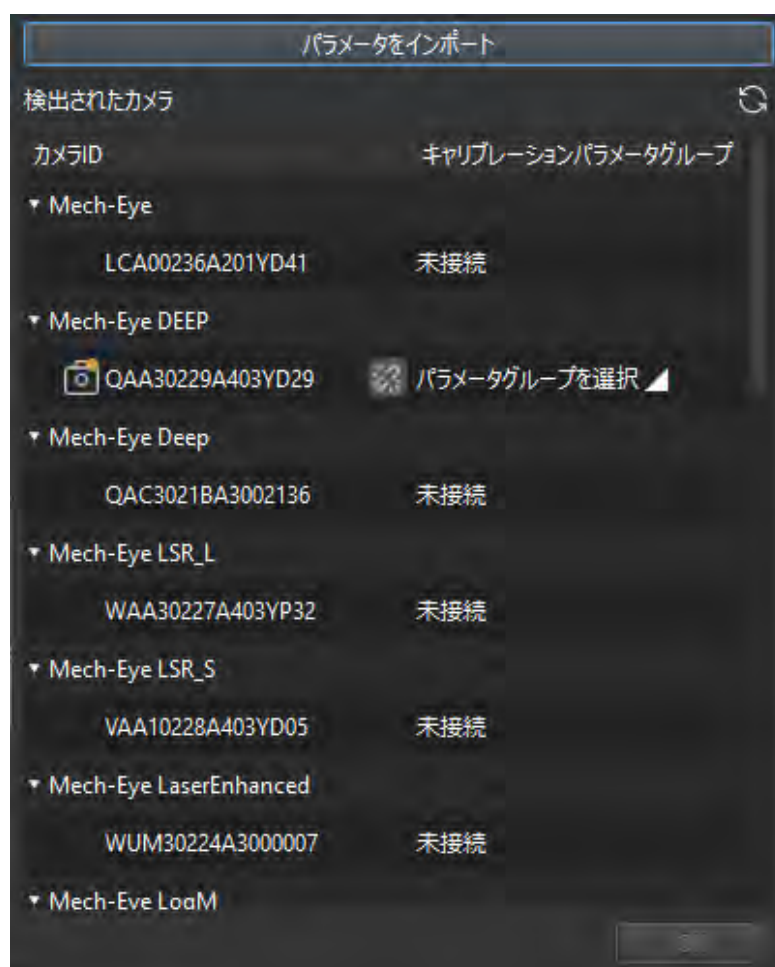 パラメータをインポート
検出されたカメラ
カメラID キャリブレーションパラメータグループ
Mech-Eye
LCA00236A201YD41 未接続
Mech-Eye DEEP
QAA30229A403YD29 パラメータグループを選択
Mech-Eye Deep
QAC3021BA3002136 未接続
Mech-Eye LSR_L
WAA30227A403YP32 未接続
Mech-Eye LSR_S
VAA10228A403YD05 未接続
Mech-Eye LaserEnhanced
WUM30224A3000007 未接続
Mech-Eye LogM